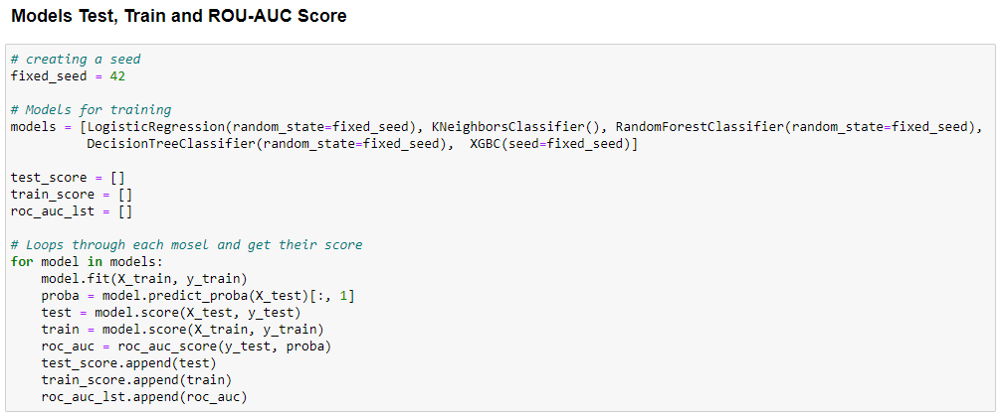 Models Test, Train and ROU-AUC Score
# creating a seed
fixed_seed = 42
# Models for training
models = [LogisticRegression(random_state=fixed_seed), KNeighborsClassifier(), RandomForestClassifier(random_state=fixed_seed),
DecisionTreeClassifier(random_state=fixed_seed),  XGBC(seed=fixed_seed)]
test_score = []
train_score = []
roc_auc_lst = []
# Loops through each mosel and get their score
for model in models:
model.fit(X_train, y_train)
proba = model.predict_proba(X_test)[:, 1]
test = model.score(X_test, y_test)
train = model.score(X_train, y_train)
roc_auc = roc_auc_score(y_test, proba)
test_score.append(test)
train_score.append(train)
roc_auc_lst.append(roc_auc)